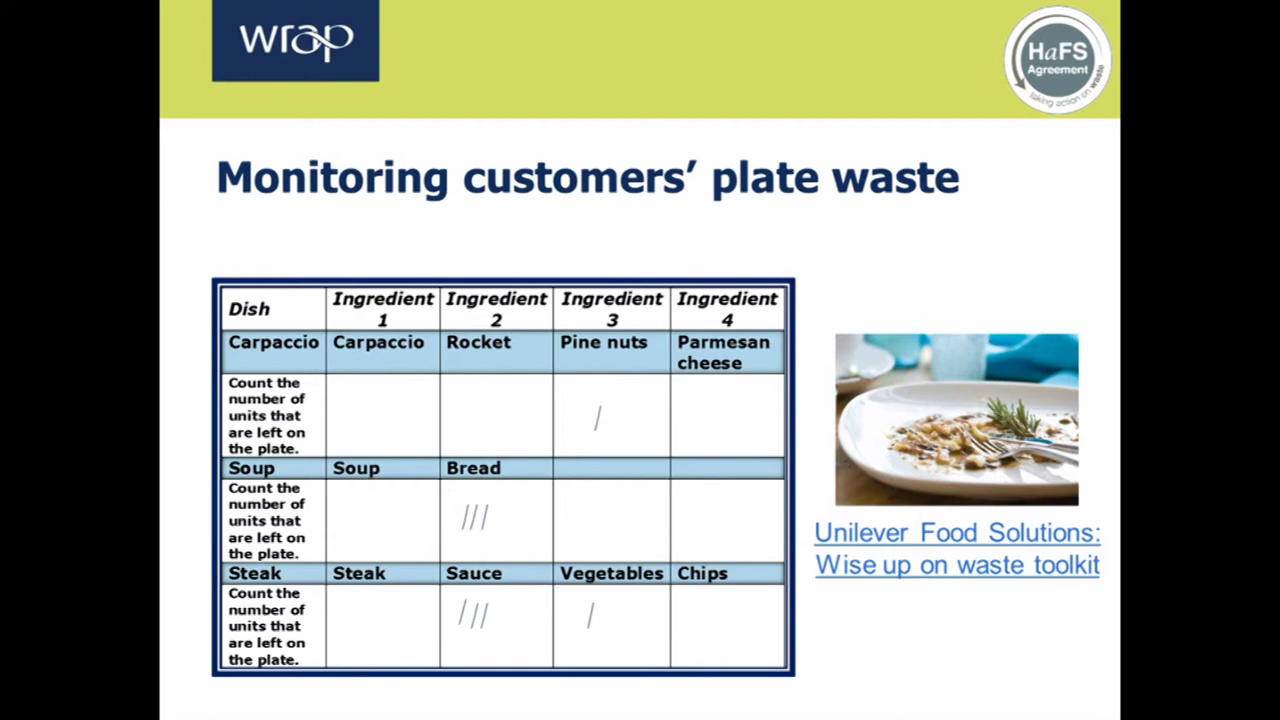 wrap
HaFS
Agreement
taking action on waste
Monitoring customers’ plate waste
Dish
Ingredient
1
Ingredient
2
Ingredient
3
Ingredient
4
Carpaccio
Carpaccio
Rocket
Pine nuts
Parmesan
cheese
Count the
number of
units that
are left on
the plate.
/
Soup
Soup
Bread
Count the
number of
units that
are left on
the plate.
///
Steak
Steak
Sauce
Vegetables
Chips
Count the
number of
units that
are left on
the plate.
///
/
Unilever Food Solutions:
Wise up on waste toolkit